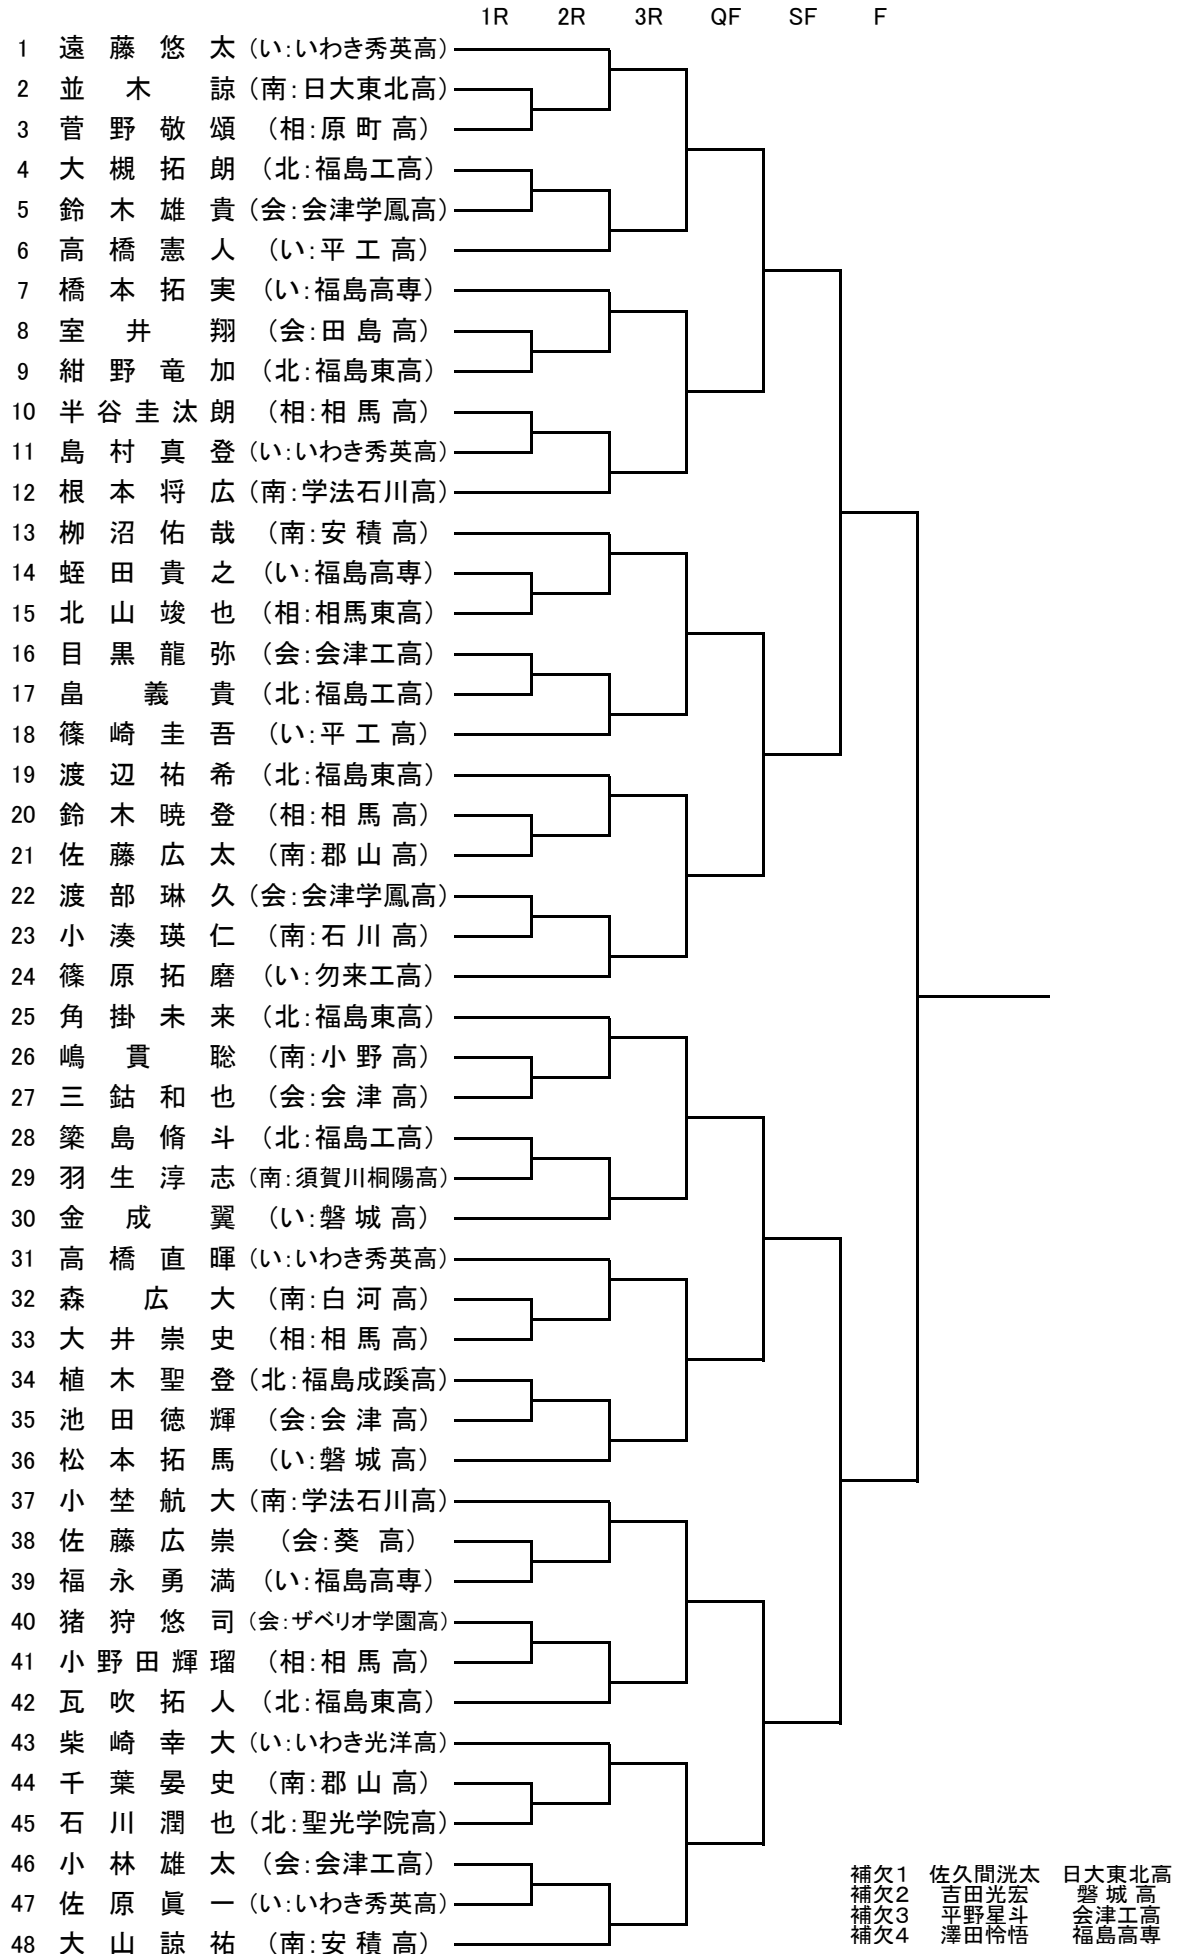 1R 2R 3R QF SF F
1 遠藤悠太 (い:いわき秀英高)
2 並木諒 (南:日大東北高)
3 菅野敬頌 (相:原町高)
4 大槻拓朗 (北:福島工高)
5 鈴木雄貴 (会:会津学鳳高)
6 高橋憲人 (い:平工高)
7 橋本拓実 (い:福島高専)
8 室井翔 (会:田島高)
9 紺野竜加 (北:福島東高)
10 半谷圭汰朗 (相:相馬高)
11 島村真登 (い:いわき秀英高)
12 根本将広 (南:学法石川高)
13 栁沼佑哉 (南:安積高)
14 蛭田貴之 (い:福島高専)
15 北山竣也 (相:相馬東高)
16 目黒龍弥 (会:会津工高)
17 畠義貴 (北:福島工高)
18 篠崎圭吾 (い:平工高)
19 渡辺祐希 (北:福島東高)
20 鈴木暁登 (相:相馬高)
21 佐藤広太 (南:郡山高)
22 渡部琳久 (会:会津学鳳高)
23 小湊瑛仁 (南:石川高)
24 篠原拓磨 (い:勿来工高)
25 角掛未来 (北:福島東高)
26 嶋貫聡 (南:小野高)
27 三鈷和也 (会:会津高)
28 簗島脩斗 (北:福島工高)
29 羽生淳志 (南:須賀川桐陽高)
30 金成翼 (い:磐城高)
31 高橋直暉 (い:いわき秀英高)
32 森広大 (南:白河高)
33 大井崇史 (相:相馬高)
34 植木聖登 (北:福島成蹊高)
35 池田徳輝 (会:会津高)
36 松本拓馬 (い:磐城高)
37 小埜航大 (南:学法石川高)
38 佐藤広崇 (会:葵高)
39 福永勇満 (い:福島高専)
40 猪狩悠司 (会:ザベリオ学園高)
41 小野田輝瑠 (相:相馬高)
42 瓦吹拓人 (北:福島東高)
43 柴崎幸大 (い:いわき光洋高)
44 千葉晏史 (南:郡山高)
45 石川潤也 (北:聖光学院高)
46 小林雄太 (会:会津工高)
47 佐原眞一 (い:いわき秀英高)
48 大山諒祐 (南:安積高)
補欠1 佐久間洸太 日大東北高
補欠2 吉田光宏 磐城高
補欠3 平野星斗 会津工高
補欠4 澤田怜悟 福島高専